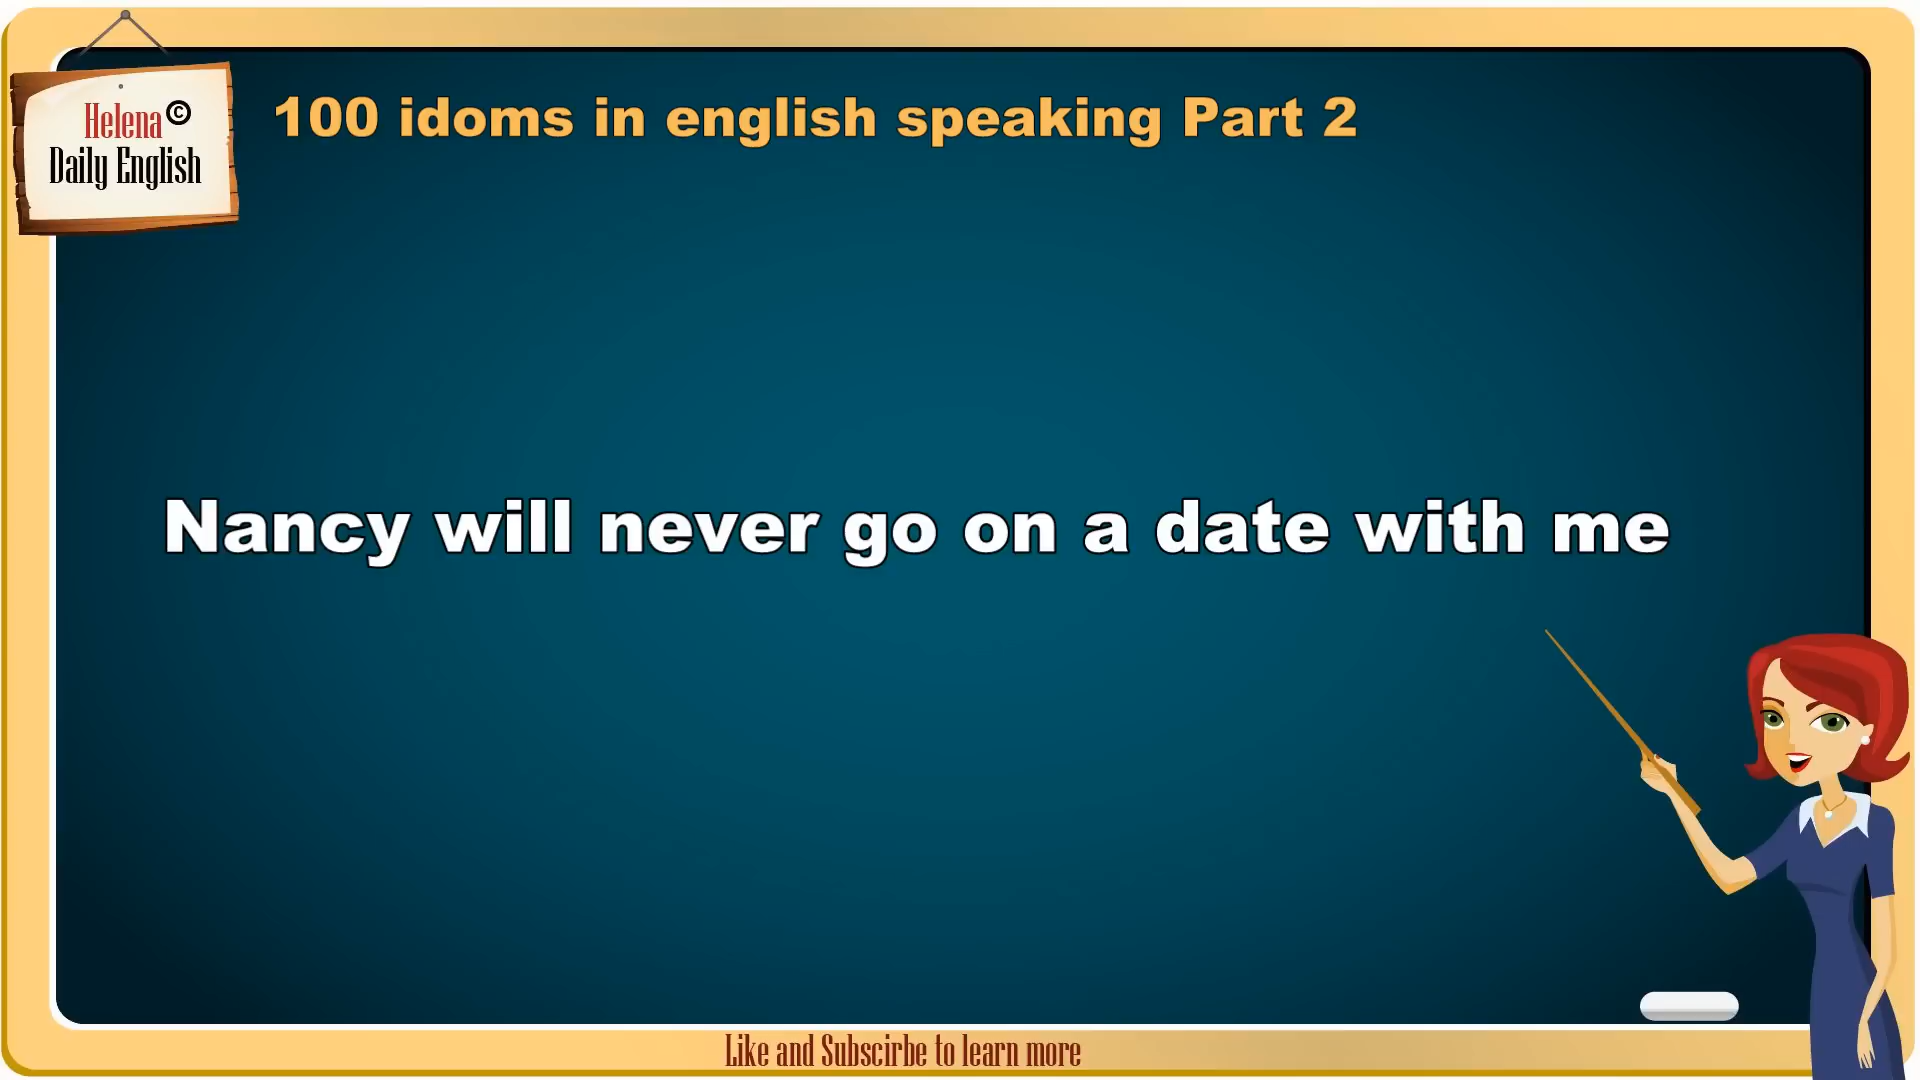 Helena©
Daily English
100 idoms in english speaking Part 2
Nancy will never go on a date with me
Like and Subscirbe to learn more